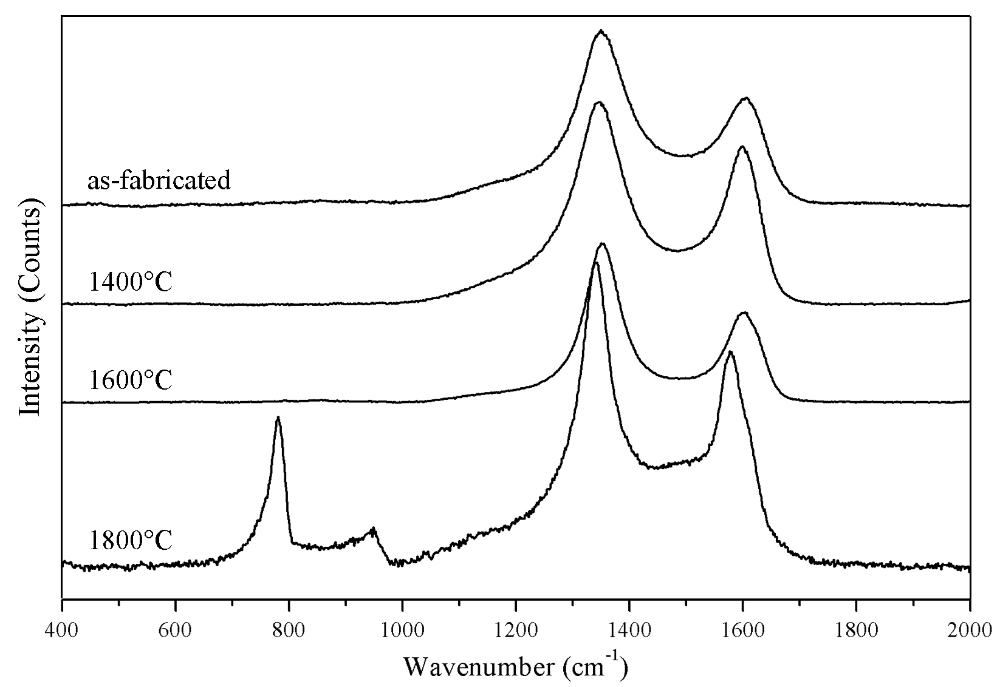 as-fabricated
1400°C
1600°C
1800°C
Intensity (Counts)
400 600 800 1000 1200 1400 1600 1800 2000
Wavenumber (cm-1)